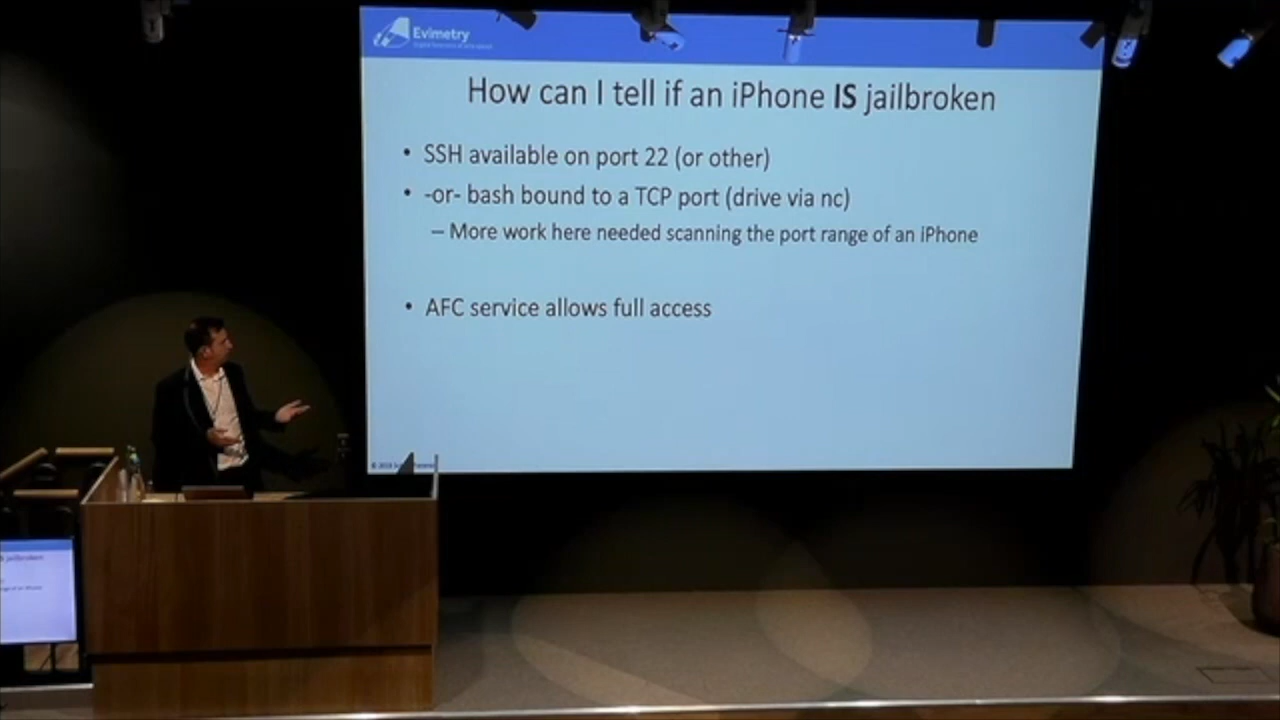 Evimetry
How can I tell if an iPhone IS jailbroken
• SSH available on port 22 (or other)
• -or- bash bound to a TCP port (drive via nc)
– More work here needed scanning the port range of an iPhone
• AFC service allows full access